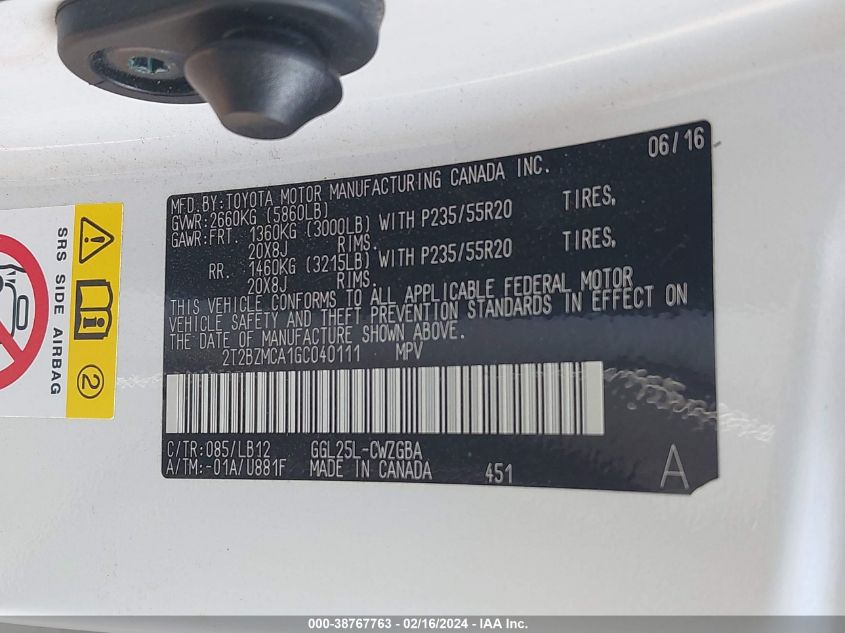 06/16
MFD. BY: TOYOTA MOTOR MANUFACTURING CANADA INC.
GVWR: 2660KG (5860LB)
GAWR: FRT. 1360KG (3000LB) WITH P235/55R20 TIRES,
20X8J RIMS.
RR. 1460KG (3215LB) WITH P235/55R20 TIRES,
20X8J RIMS.
THIS VEHICLE CONFORMS TO ALL APPLICABLE FEDERAL MOTOR
VEHICLE SAFETY AND THEFT PREVENTION STANDARDS IN EFFECT ON
THE DATE OF MANUFACTURE SHOWN ABOVE.
2T2BZMCA1GC040111 MPV
C/TR: 085/LB12 GGL25L-CWZGBA
A/TM: -01A/U881F MADE IN CANADA 451 A
SRS SIDE AIRBAG
2
000-38767763 - 02/16/2024 - IAA Inc.